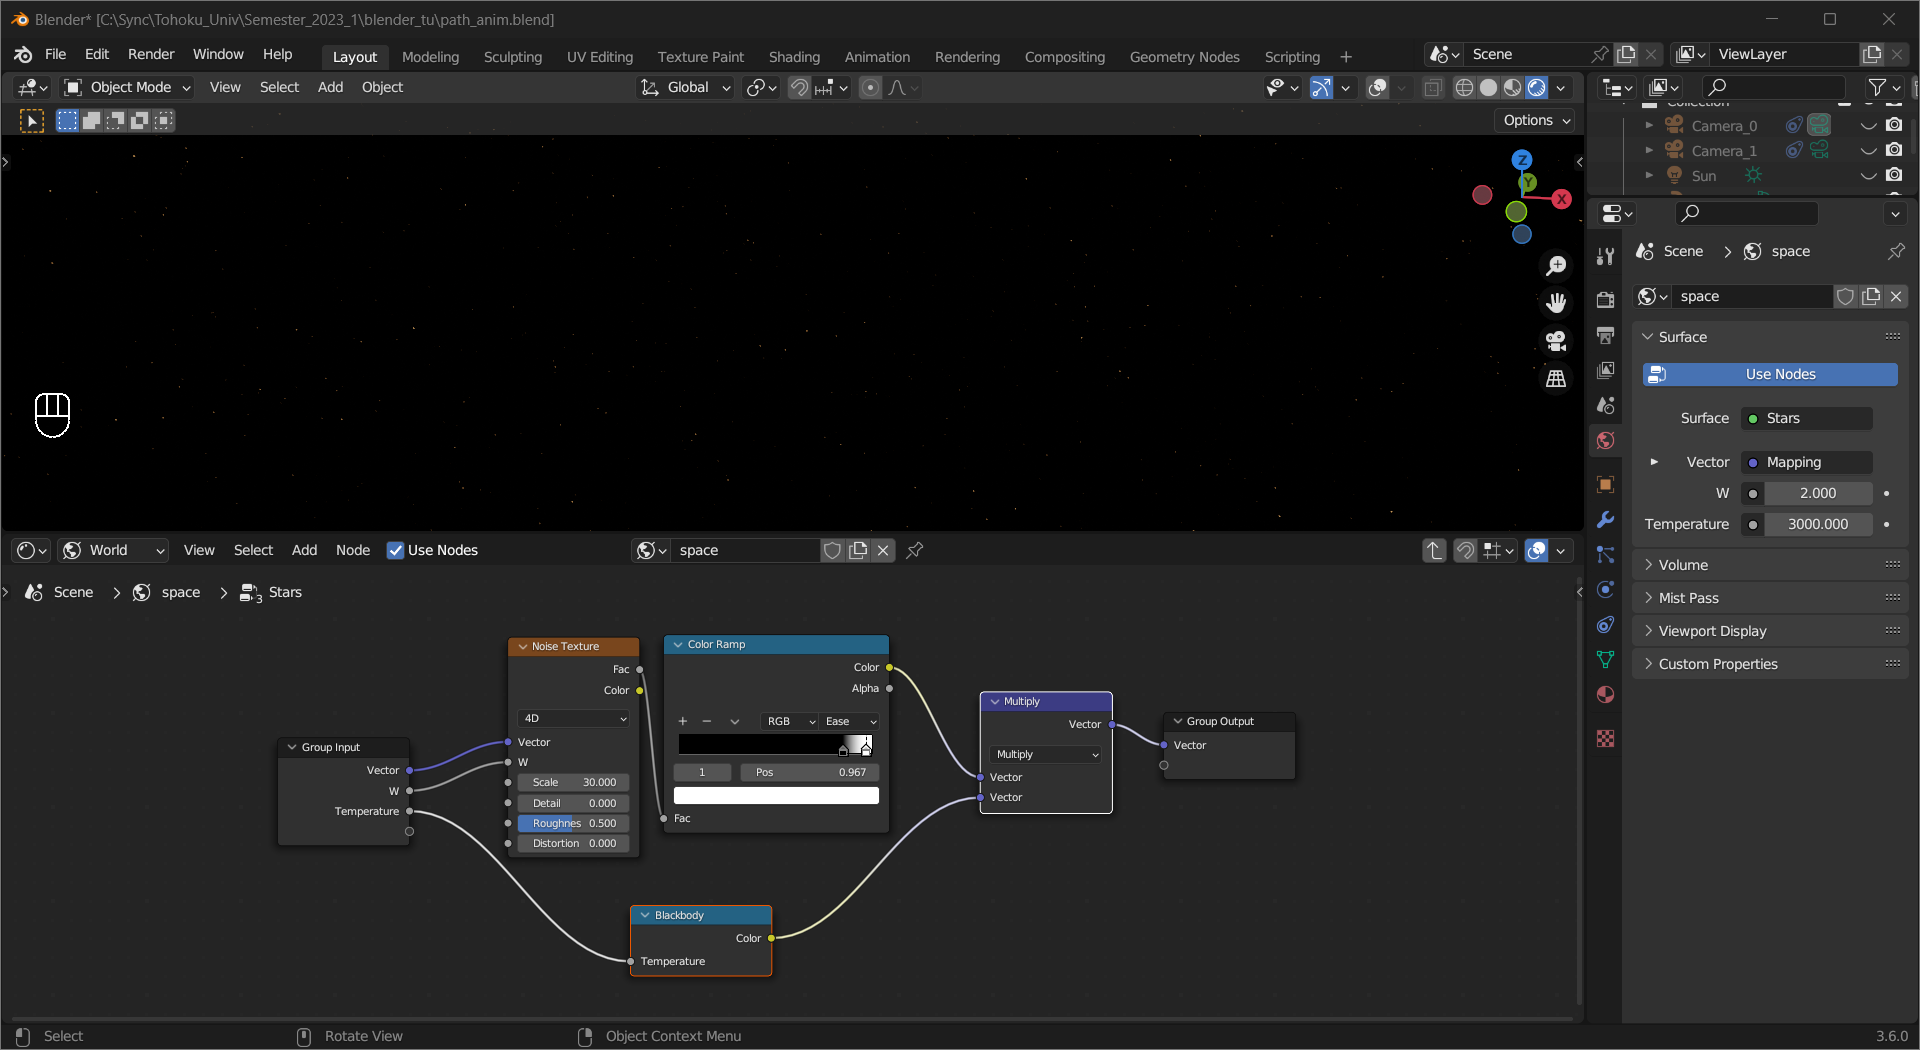 Blender* [C:\Sync\Tohoku_Univ\Semester_2023_1\blender_tu\path_anim.blend]
File Edit Render Window Help
Layout Modeling Sculpting UV Editing Texture Paint Shading Animation Rendering Compositing Geometry Nodes Scripting +
Scene
ViewLayer
Object Mode View Select Add Object
Global
Options
Z
Y
X
Collection
Camera_0
Camera_1
Sun
Scene > space
space
Surface
Use Nodes
Surface Stars
Vector Mapping
W 2.000
Temperature 3000.000
Volume
Mist Pass
Viewport Display
Custom Properties
World View Select Add Node Use Nodes
space
Scene > space > 3 Stars
Group Input
Vector
W
Temperature
Noise Texture
Fac
Color
4D
Vector
W
Scale 30.000
Detail 0.000
Roughnes 0.500
Distortion 0.000
Color Ramp
Color
Alpha
RGB Ease
1 Pos 0.967
Fac
Multiply
Vector
Multiply
Vector
Vector
Group Output
Vector
Blackbody
Color
Temperature
Select
Rotate View
Object Context Menu
3.6.0